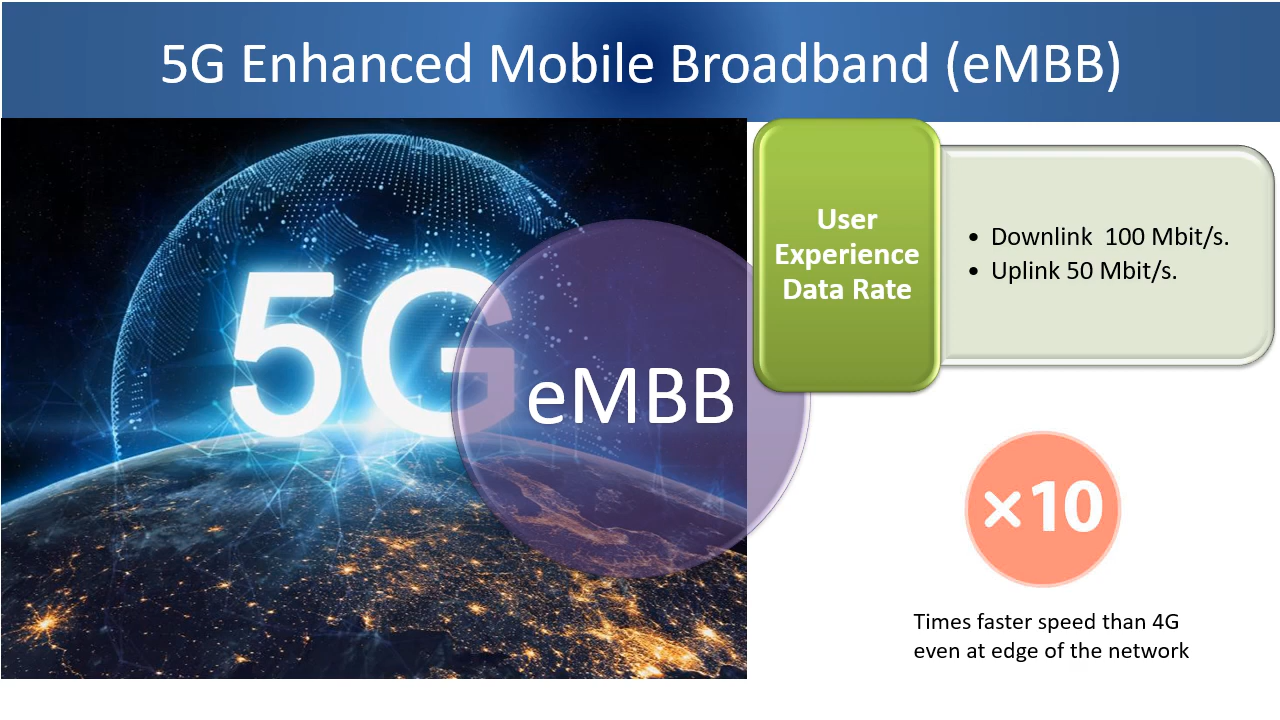 5G Enhanced Mobile Broadband (eMBB)
5G
eMBB
User
Experience
Data Rate
• Downlink  100 Mbit/s.
• Uplink 50 Mbit/s.
×10
Times faster speed than 4G
even at edge of the network